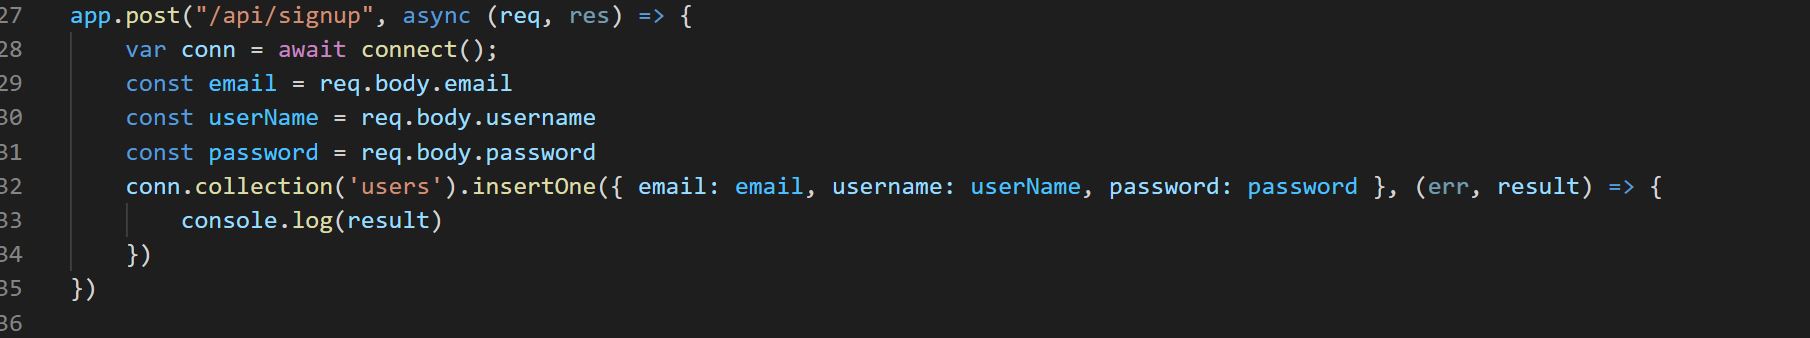 27 app.post("/api/signup", async (req, res) => {
28 var conn = await connect();
29 const email = req.body.email
30 const userName = req.body.username
31 const password = req.body.password
32 conn.collection('users').insertOne({ email: email, username: userName, password: password }, (err, result) => {
33 console.log(result)
34 })
35 })
36